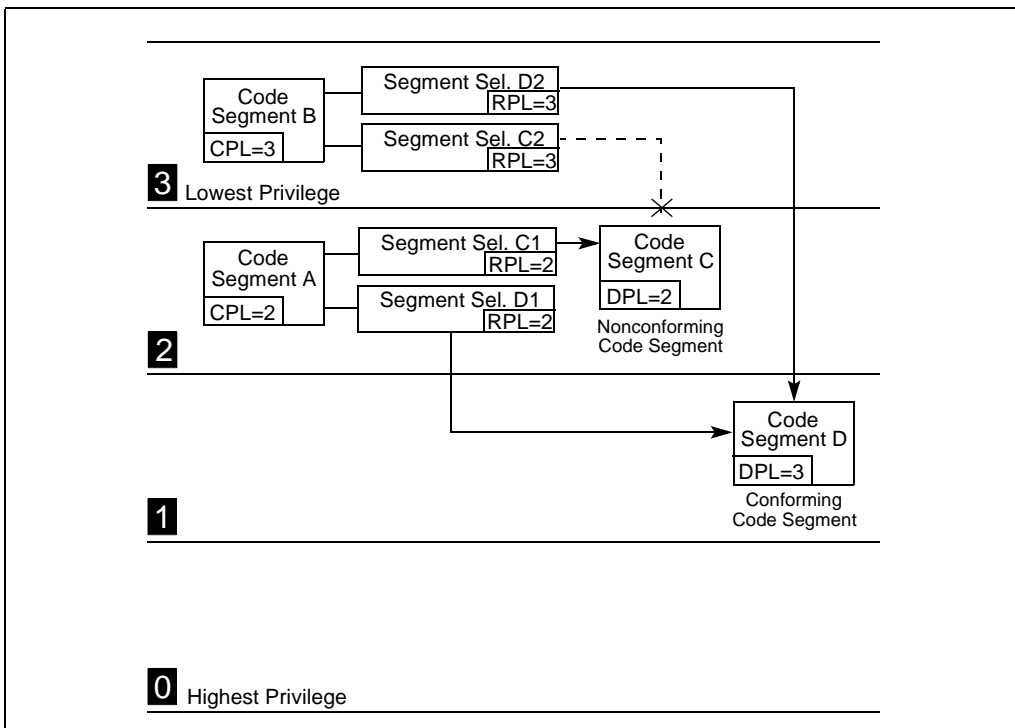 Code
Segment B
CPL=3
Segment Sel. D2
RPL=3
Segment Sel. C2
RPL=3
3 Lowest Privilege
Code
Segment A
CPL=2
Segment Sel. C1
RPL=2
Segment Sel. D1
RPL=2
Code
Segment C
DPL=2
Nonconforming
Code Segment
2
Code
Segment D
DPL=3
Conforming
Code Segment
1
0 Highest Privilege